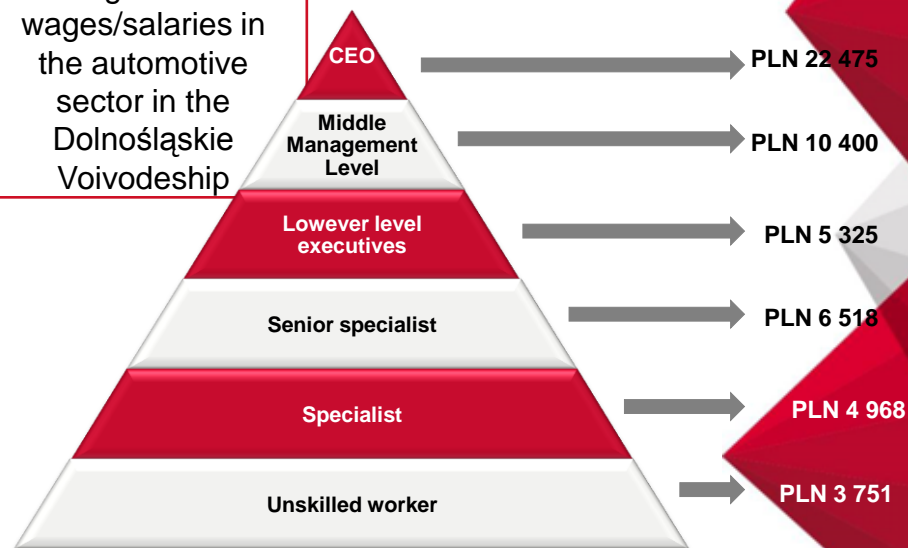 wages/salaries in
the automotive
sector in the
Dolnośląskie
Voivodeship
CEO
PLN 22 475
Middle
Management
Level
PLN 10 400
Lowever level
executives
PLN 5 325
Senior specialist
PLN 6 518
Specialist
PLN 4 968
Unskilled worker
PLN 3 751